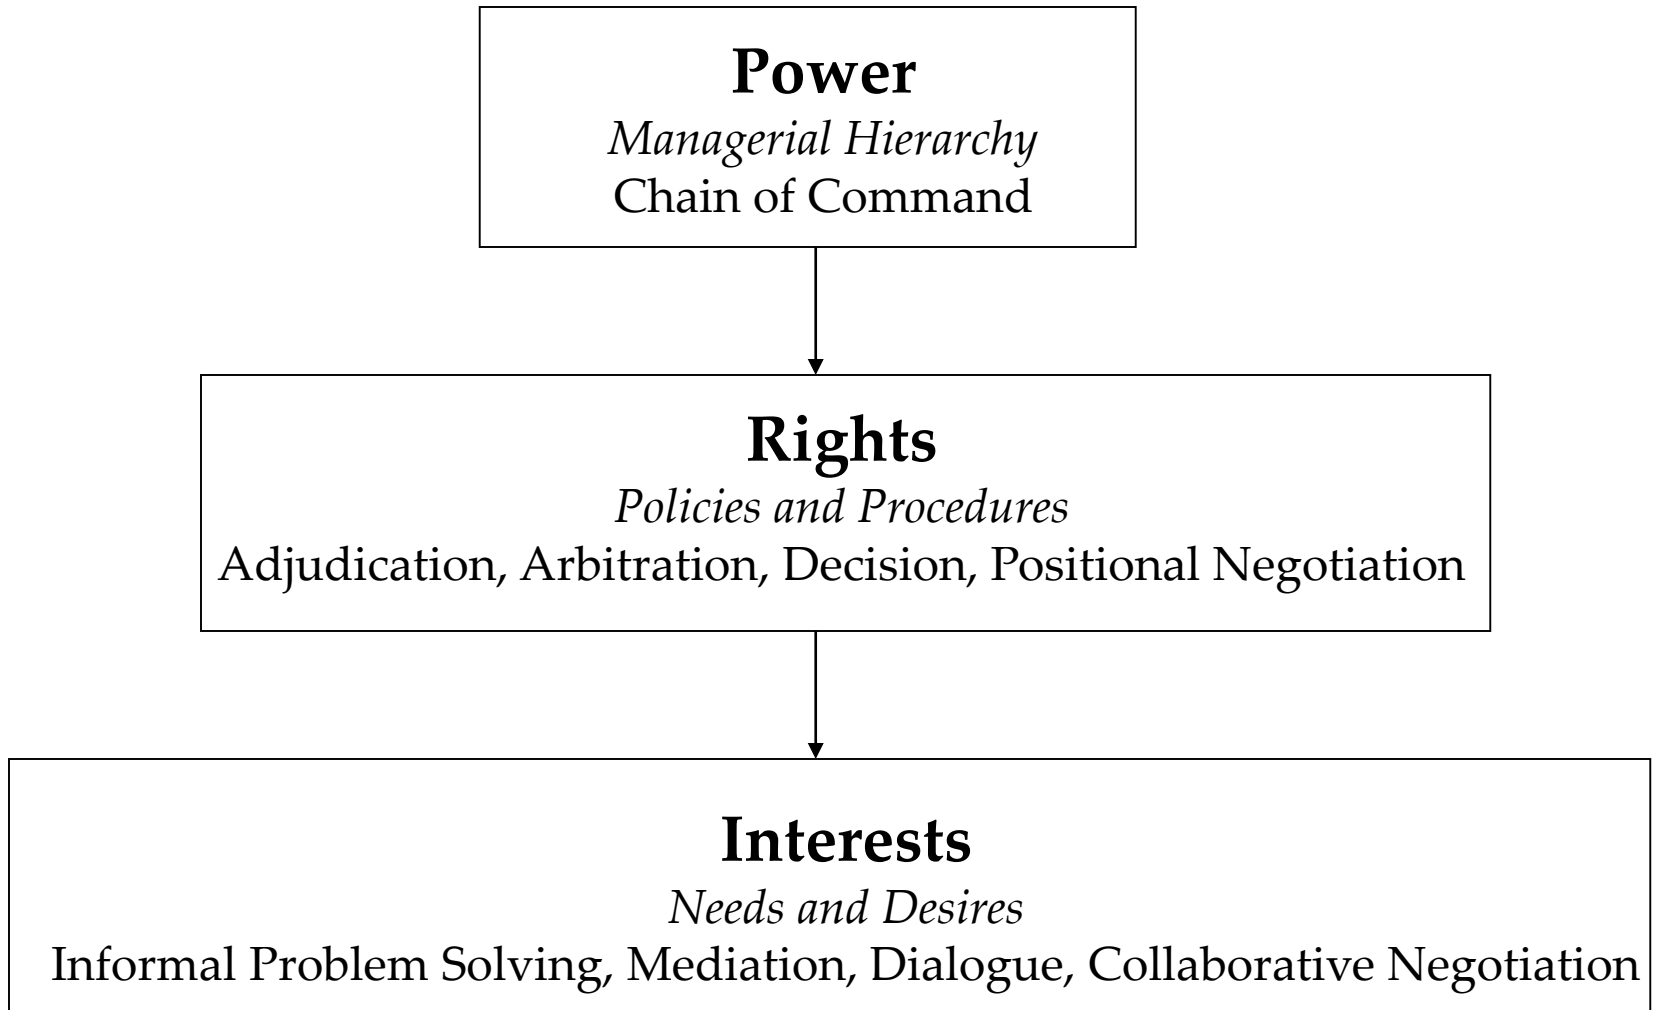 Power
Managerial Hierarchy
Chain of Command
Rights
Policies and Procedures
Adjudication, Arbitration, Decision, Positional Negotiation
Interests
Needs and Desires
Informal Problem Solving, Mediation, Dialogue, Collaborative Negotiation